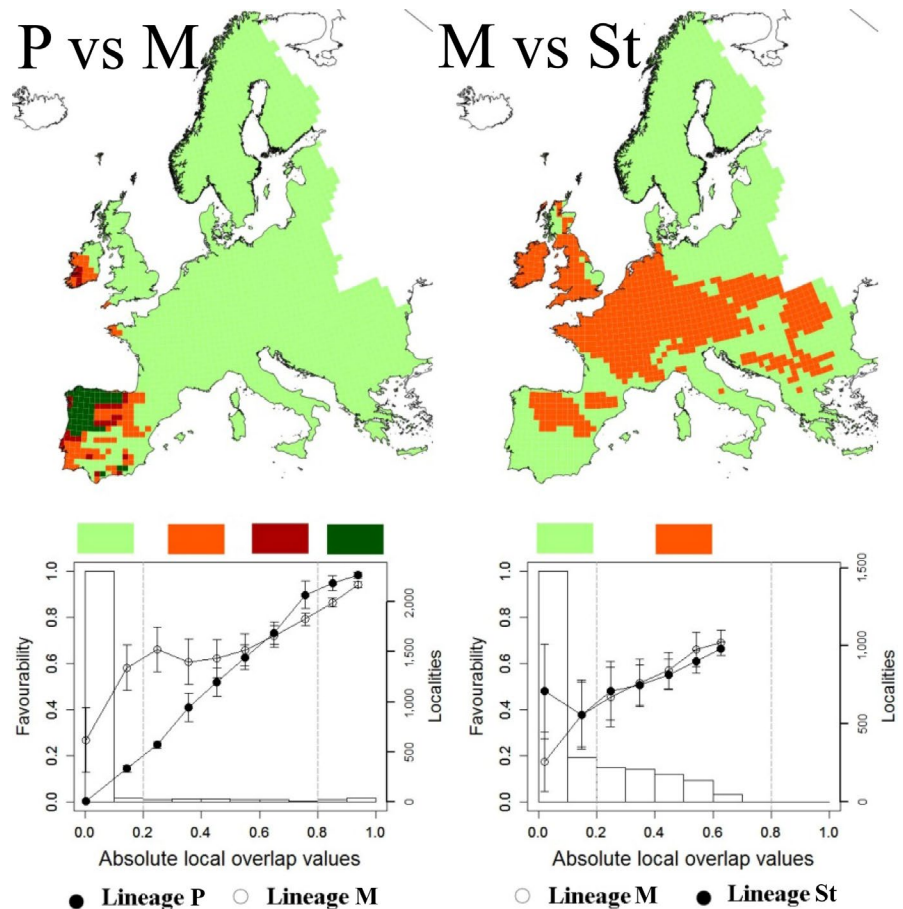 P vs M
M vs St
1.0
0.8
0.6
0.4
0.2
0.0
Favourability
2,000
1,500
1,000
500
0
Localities
0.0 0.2 0.4 0.6 0.8 1.0
Absolute local overlap values
Lineage P Lineage M
1.0
0.8
0.6
0.4
0.2
0.0
Favourability
1,500
1,000
500
0
Localities
0.0 0.2 0.4 0.6 0.8 1.0
Absolute local overlap values
Lineage M Lineage St